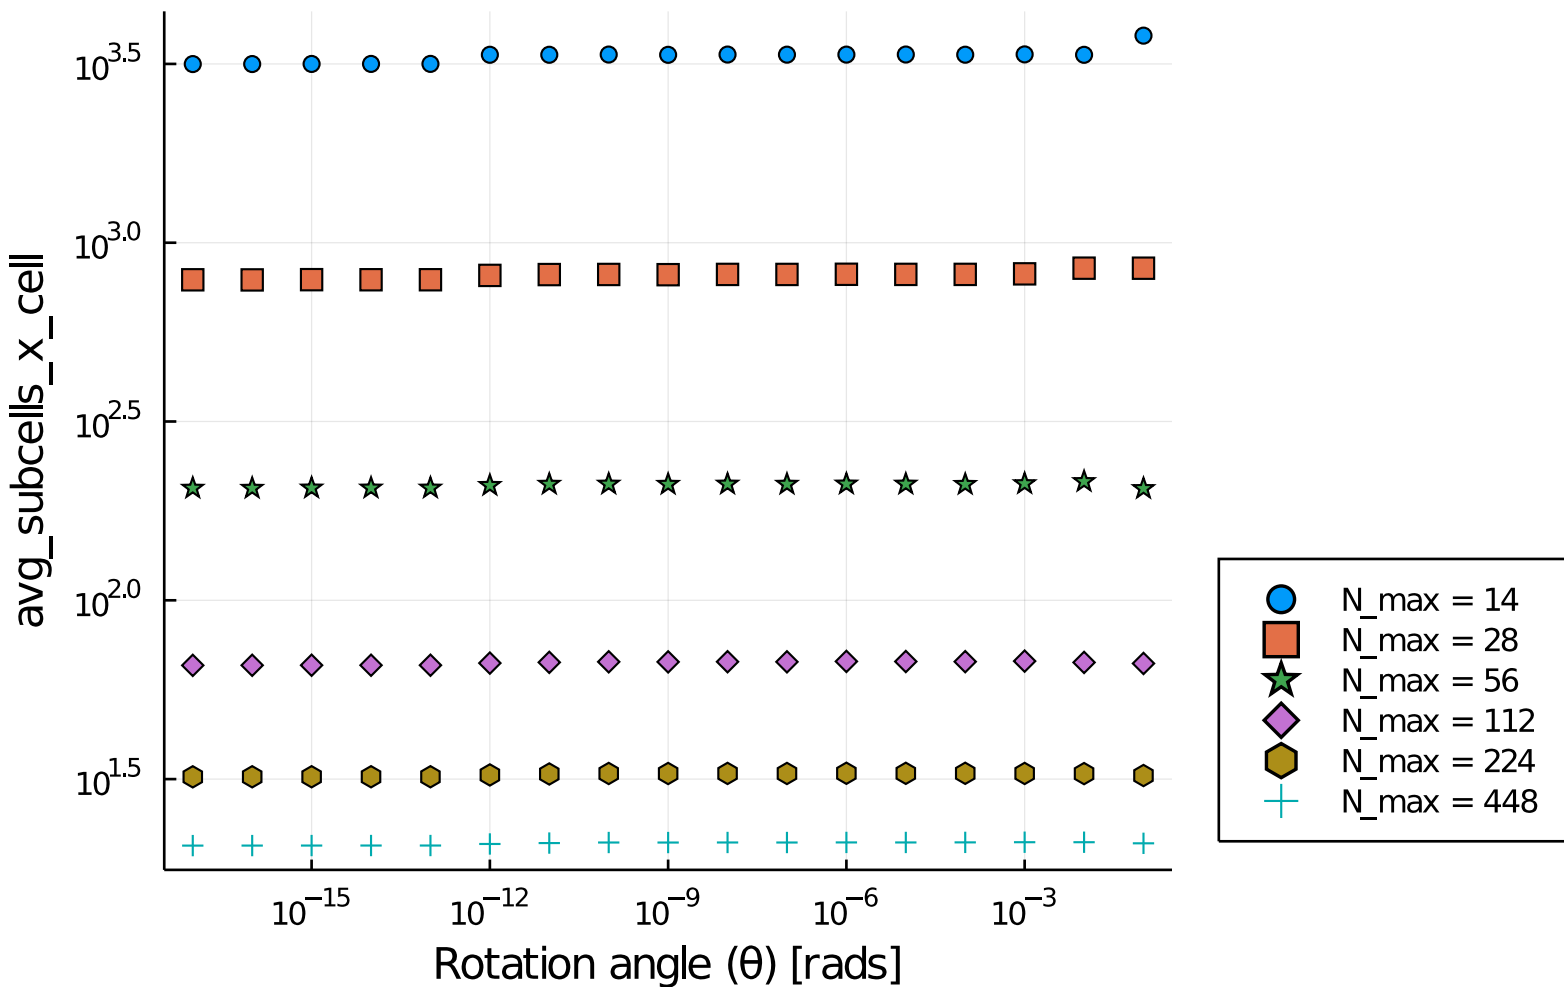 avg_subcells_x_cell
10^3.5
10^3.0
10^2.5
10^2.0
10^1.5
10^−15 10^−12 10^−9 10^−6 10^−3
Rotation angle (θ) [rads]
N_max = 14
N_max = 28
N_max = 56
N_max = 112
N_max = 224
N_max = 448